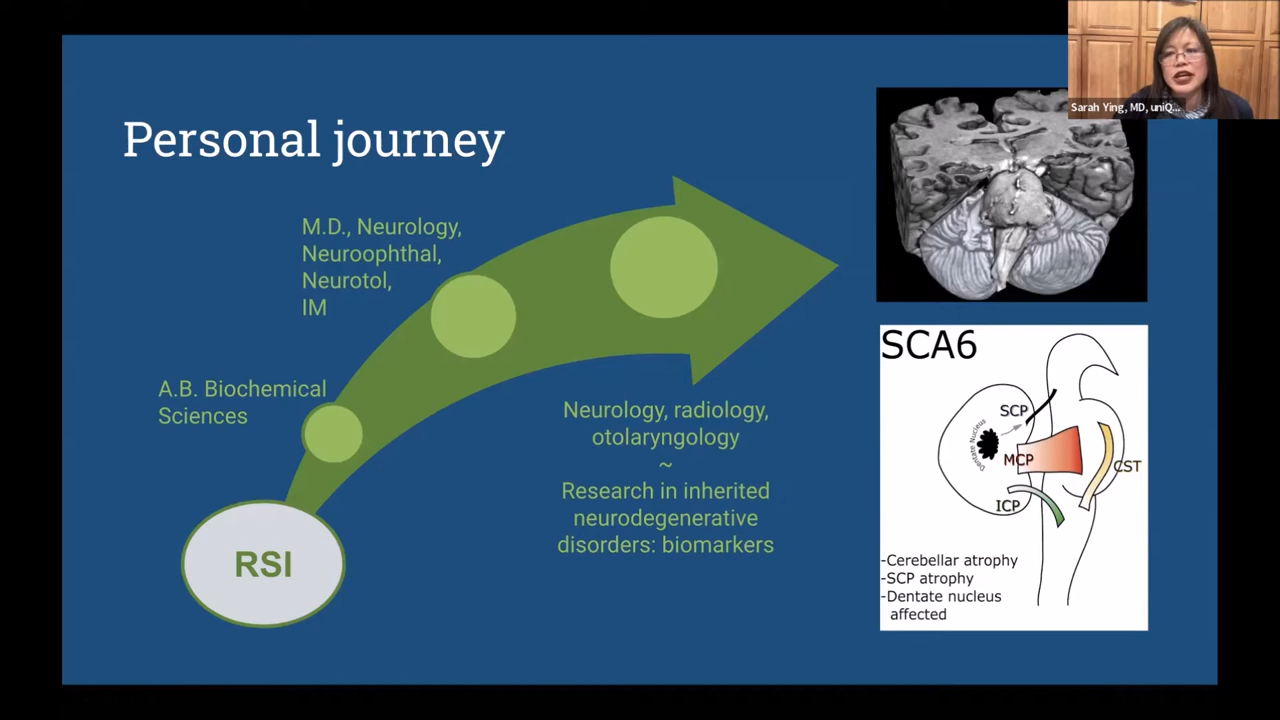 Sarah Ying, MD, uniQ...
Personal journey
M.D., Neurology,
Neuroophthal,
Neurotol,
IM
A.B. Biochemical
Sciences
RSI
Neurology, radiology,
otolaryngology
~
Research in inherited
neurodegenerative
disorders: biomarkers
SCA6
SCP
Dentate Nucleus
MCP
CST
ICP
-Cerebellar atrophy
-SCP atrophy
-Dentate nucleus
affected